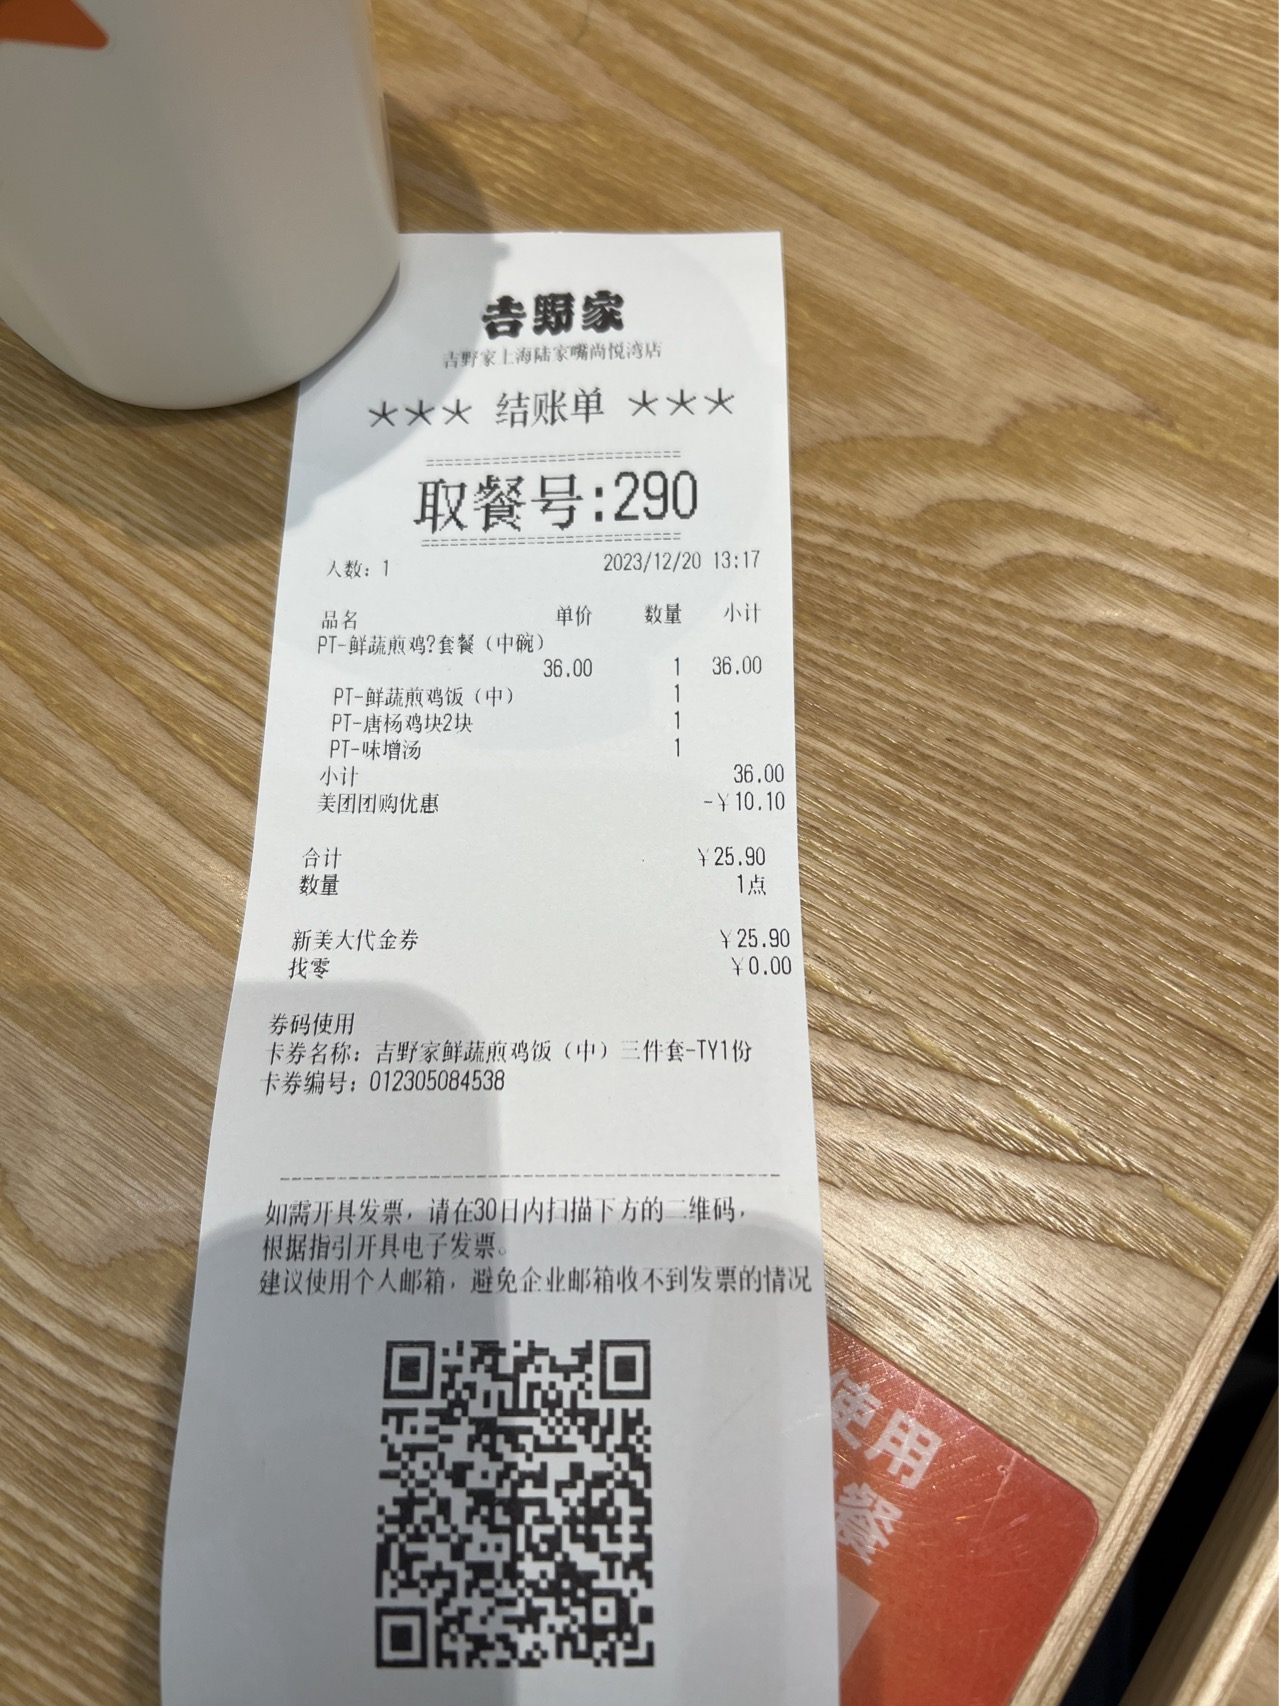 吉野家
吉野家上海陆家嘴尚悦湾店
*** 结账单 ***
==============================
取餐号:290
==============================
人数: 1 2023/12/20 13:17
品名 单价 数量 小计
PT-鲜蔬煎鸡?套餐（中碗）
36.00 1 36.00
PT-鲜蔬煎鸡饭（中） 1
PT-唐杨鸡块2块 1
PT-味增汤 1
小计 36.00
美团团购优惠 -￥10.10
合计 ￥25.90
数量 1点
新美大代金券 ￥25.90
找零 ￥0.00
券码使用
卡券名称: 吉野家鲜蔬煎鸡饭（中）三件套-TY1份
卡券编号: 012305084538
如需开具发票，请在30日内扫描下方的二维码，
根据指引开具电子发票。
建议使用个人邮箱，避免企业邮箱收不到发票的情况
使用
餐